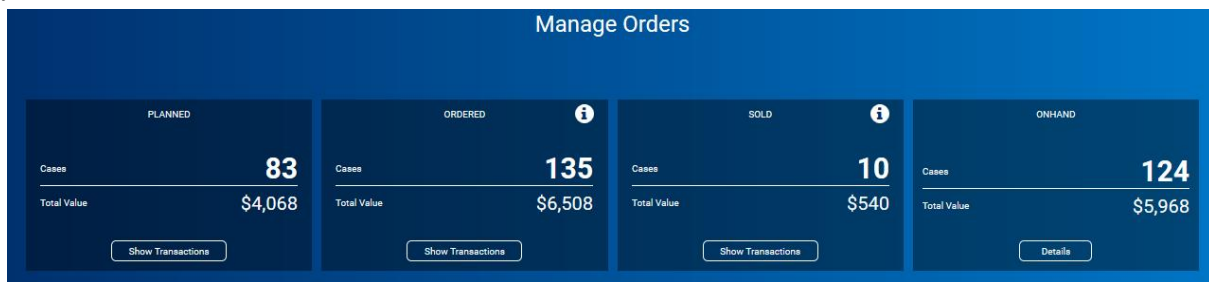 Manage Orders
PLANNED
Cases 83
Total Value $4,068
Show Transactions
ORDERED
Cases 135
Total Value $6,508
Show Transactions
SOLD
Cases 10
Total Value $540
Show Transactions
ONHAND
Cases 124
Total Value $5,968
Details